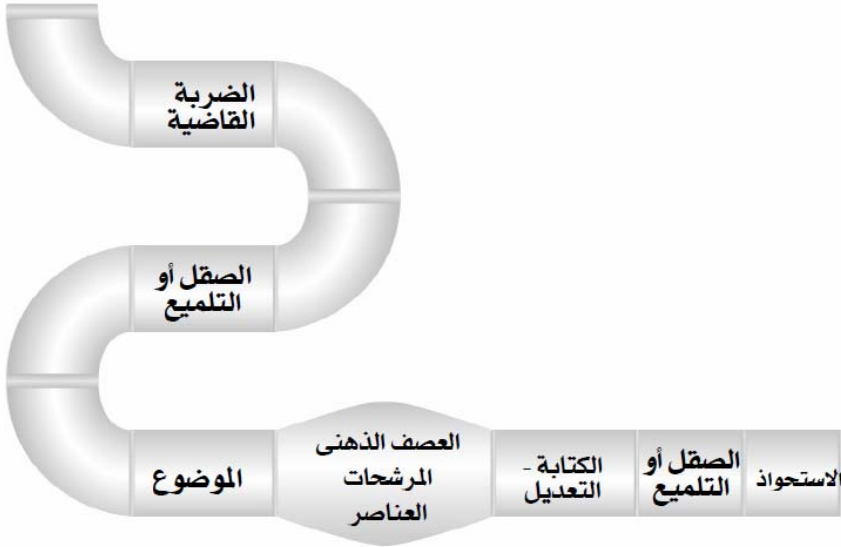 الضربة
القاضية
الصقل أو
التلميع
الاستحواذ
الصقل أو
التلميع
الكتابة -
التعديل
العصف الذهنى
المرشحات
العناصر
الموضوع